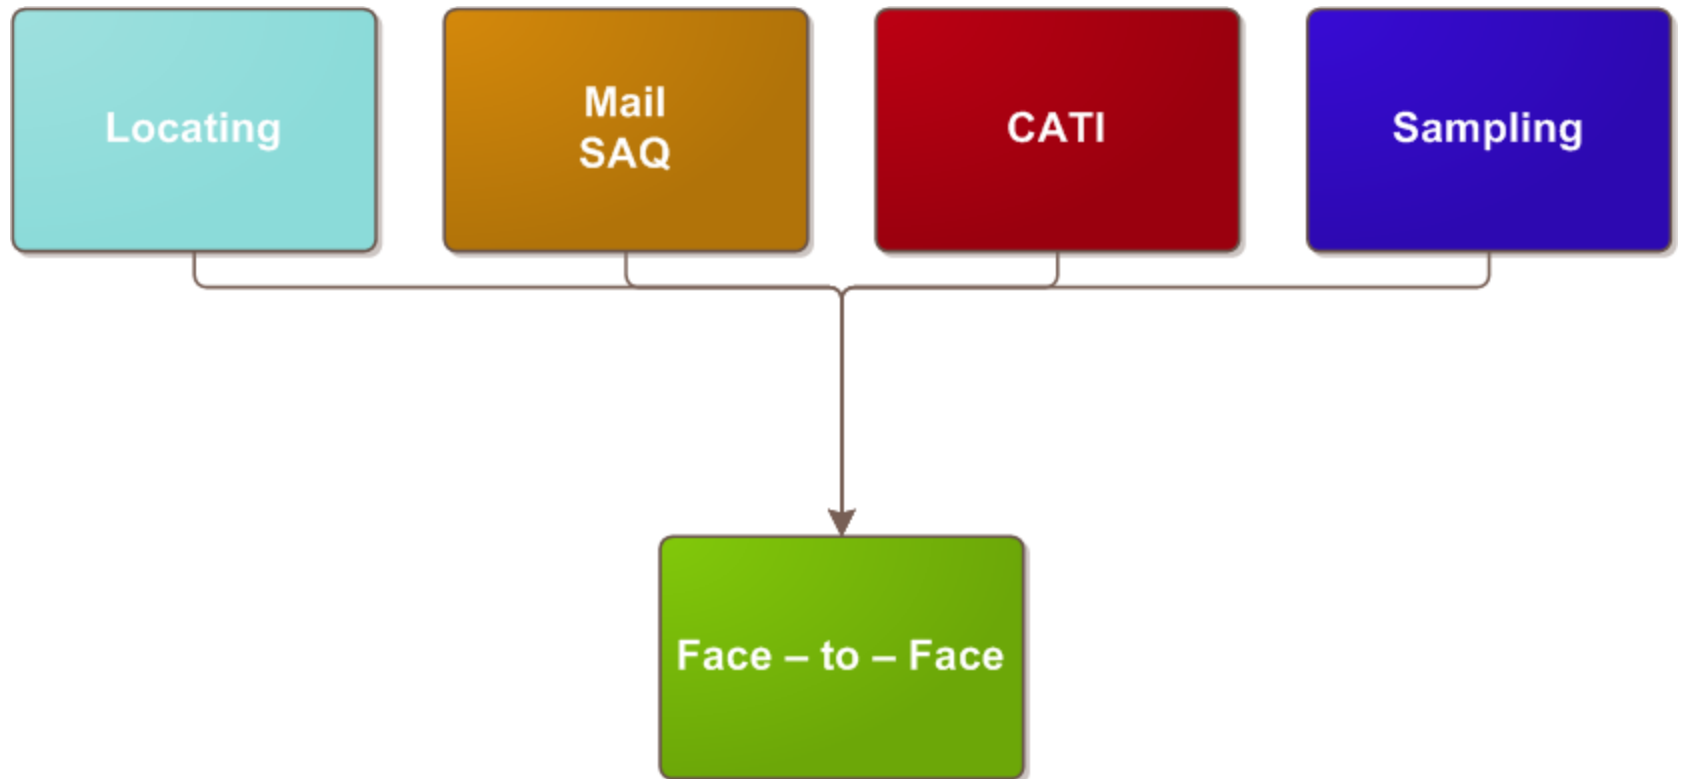 Locating
Mail
SAQ
CATI
Sampling
Face – to – Face